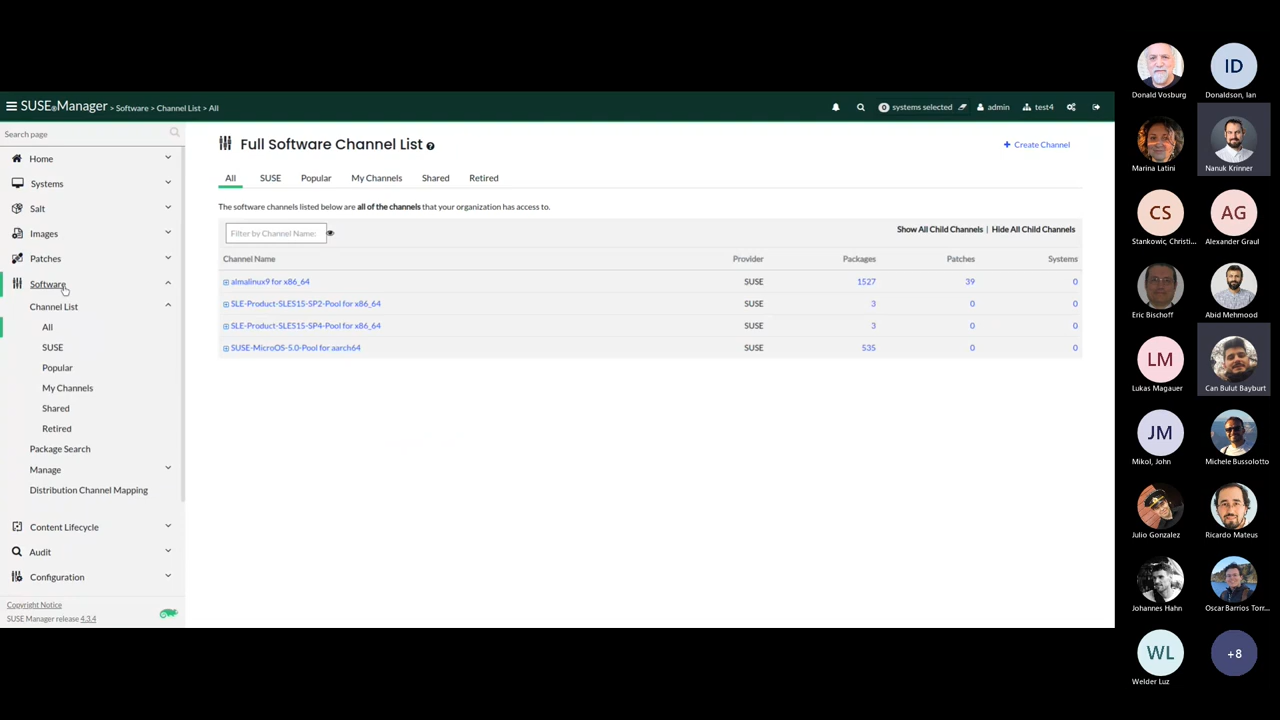 SUSE®Manager > Software > Channel List > All
0 systems selected admin test4
Search page
Home
Systems
Salt
Images
Patches
Software
Channel List
All
SUSE
Popular
My Channels
Shared
Retired
Package Search
Manage
Distribution Channel Mapping
Content Lifecycle
Audit
Configuration
Copyright Notice
SUSE Manager release 4.3.4
Full Software Channel List ?
+ Create Channel
All SUSE Popular My Channels Shared Retired
The software channels listed below are all of the channels that your organization has access to.
Filter by Channel Name:
Show All Child Channels | Hide All Child Channels
Channel Name Provider Packages Patches Systems
almalinux9 for x86_64 SUSE 1527 39 0
SLE-Product-SLES15-SP2-Pool for x86_64 SUSE 3 0 0
SLE-Product-SLES15-SP4-Pool for x86_64 SUSE 3 0 0
SUSE-MicroOS-5.0-Pool for aarch64 SUSE 535 0 0
ID
Donald Vosburg Donaldson, Ian
Marina Latini Nanuk Krinner
CS AG
Stankovic, Christi... Alexander Graul
Eric Bischoff Abid Mehmood
LM
Lukas Magauer Can Bulut Bayburt
JM
Mikol, John Michele Bussolotto
Julio Gonzalez Ricardo Mateus
Johannes Hahn Oscar Barrios Torr...
WL +8
Welder Luz